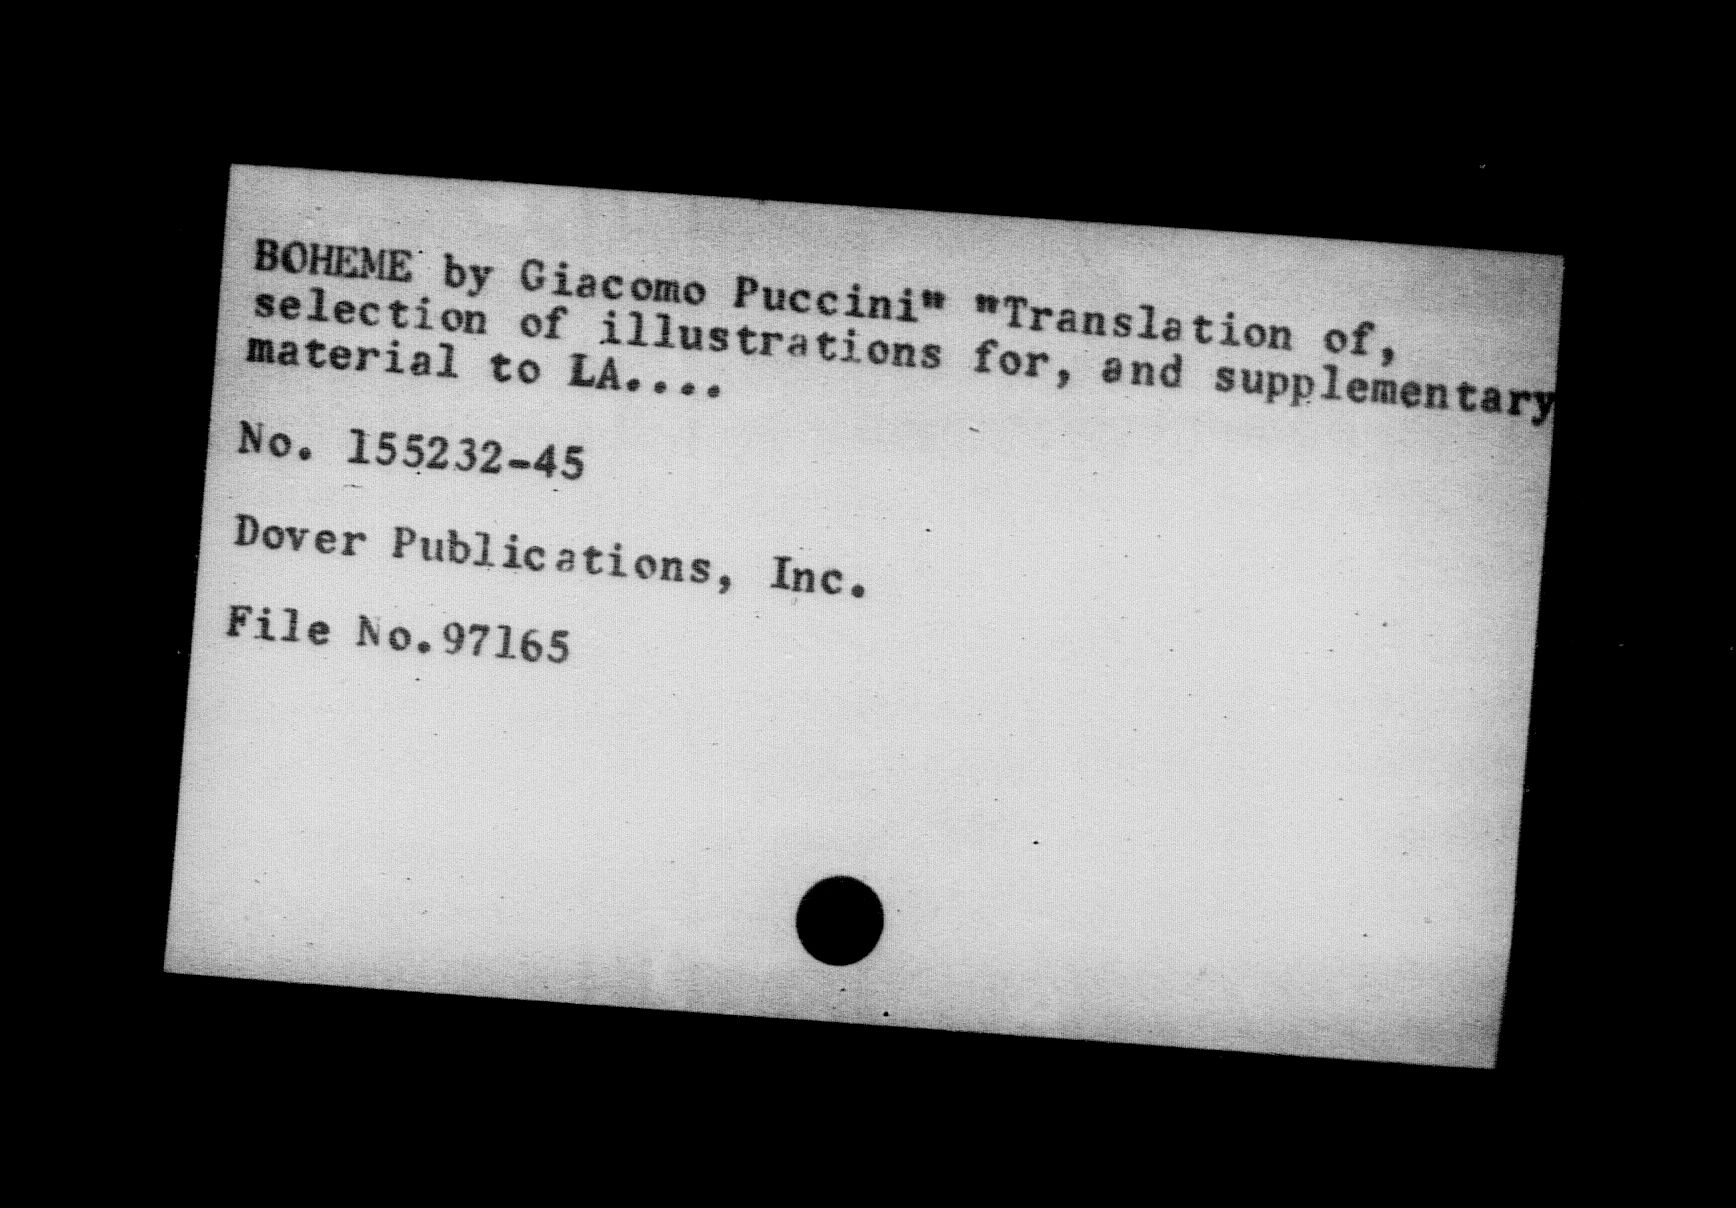 BOHEME by Giacomo Puccini" "Translation of,
selection of illustrations for, and supplementary
material to LA....
No. 155232-45
Dover Publications, Inc.
File No.97165